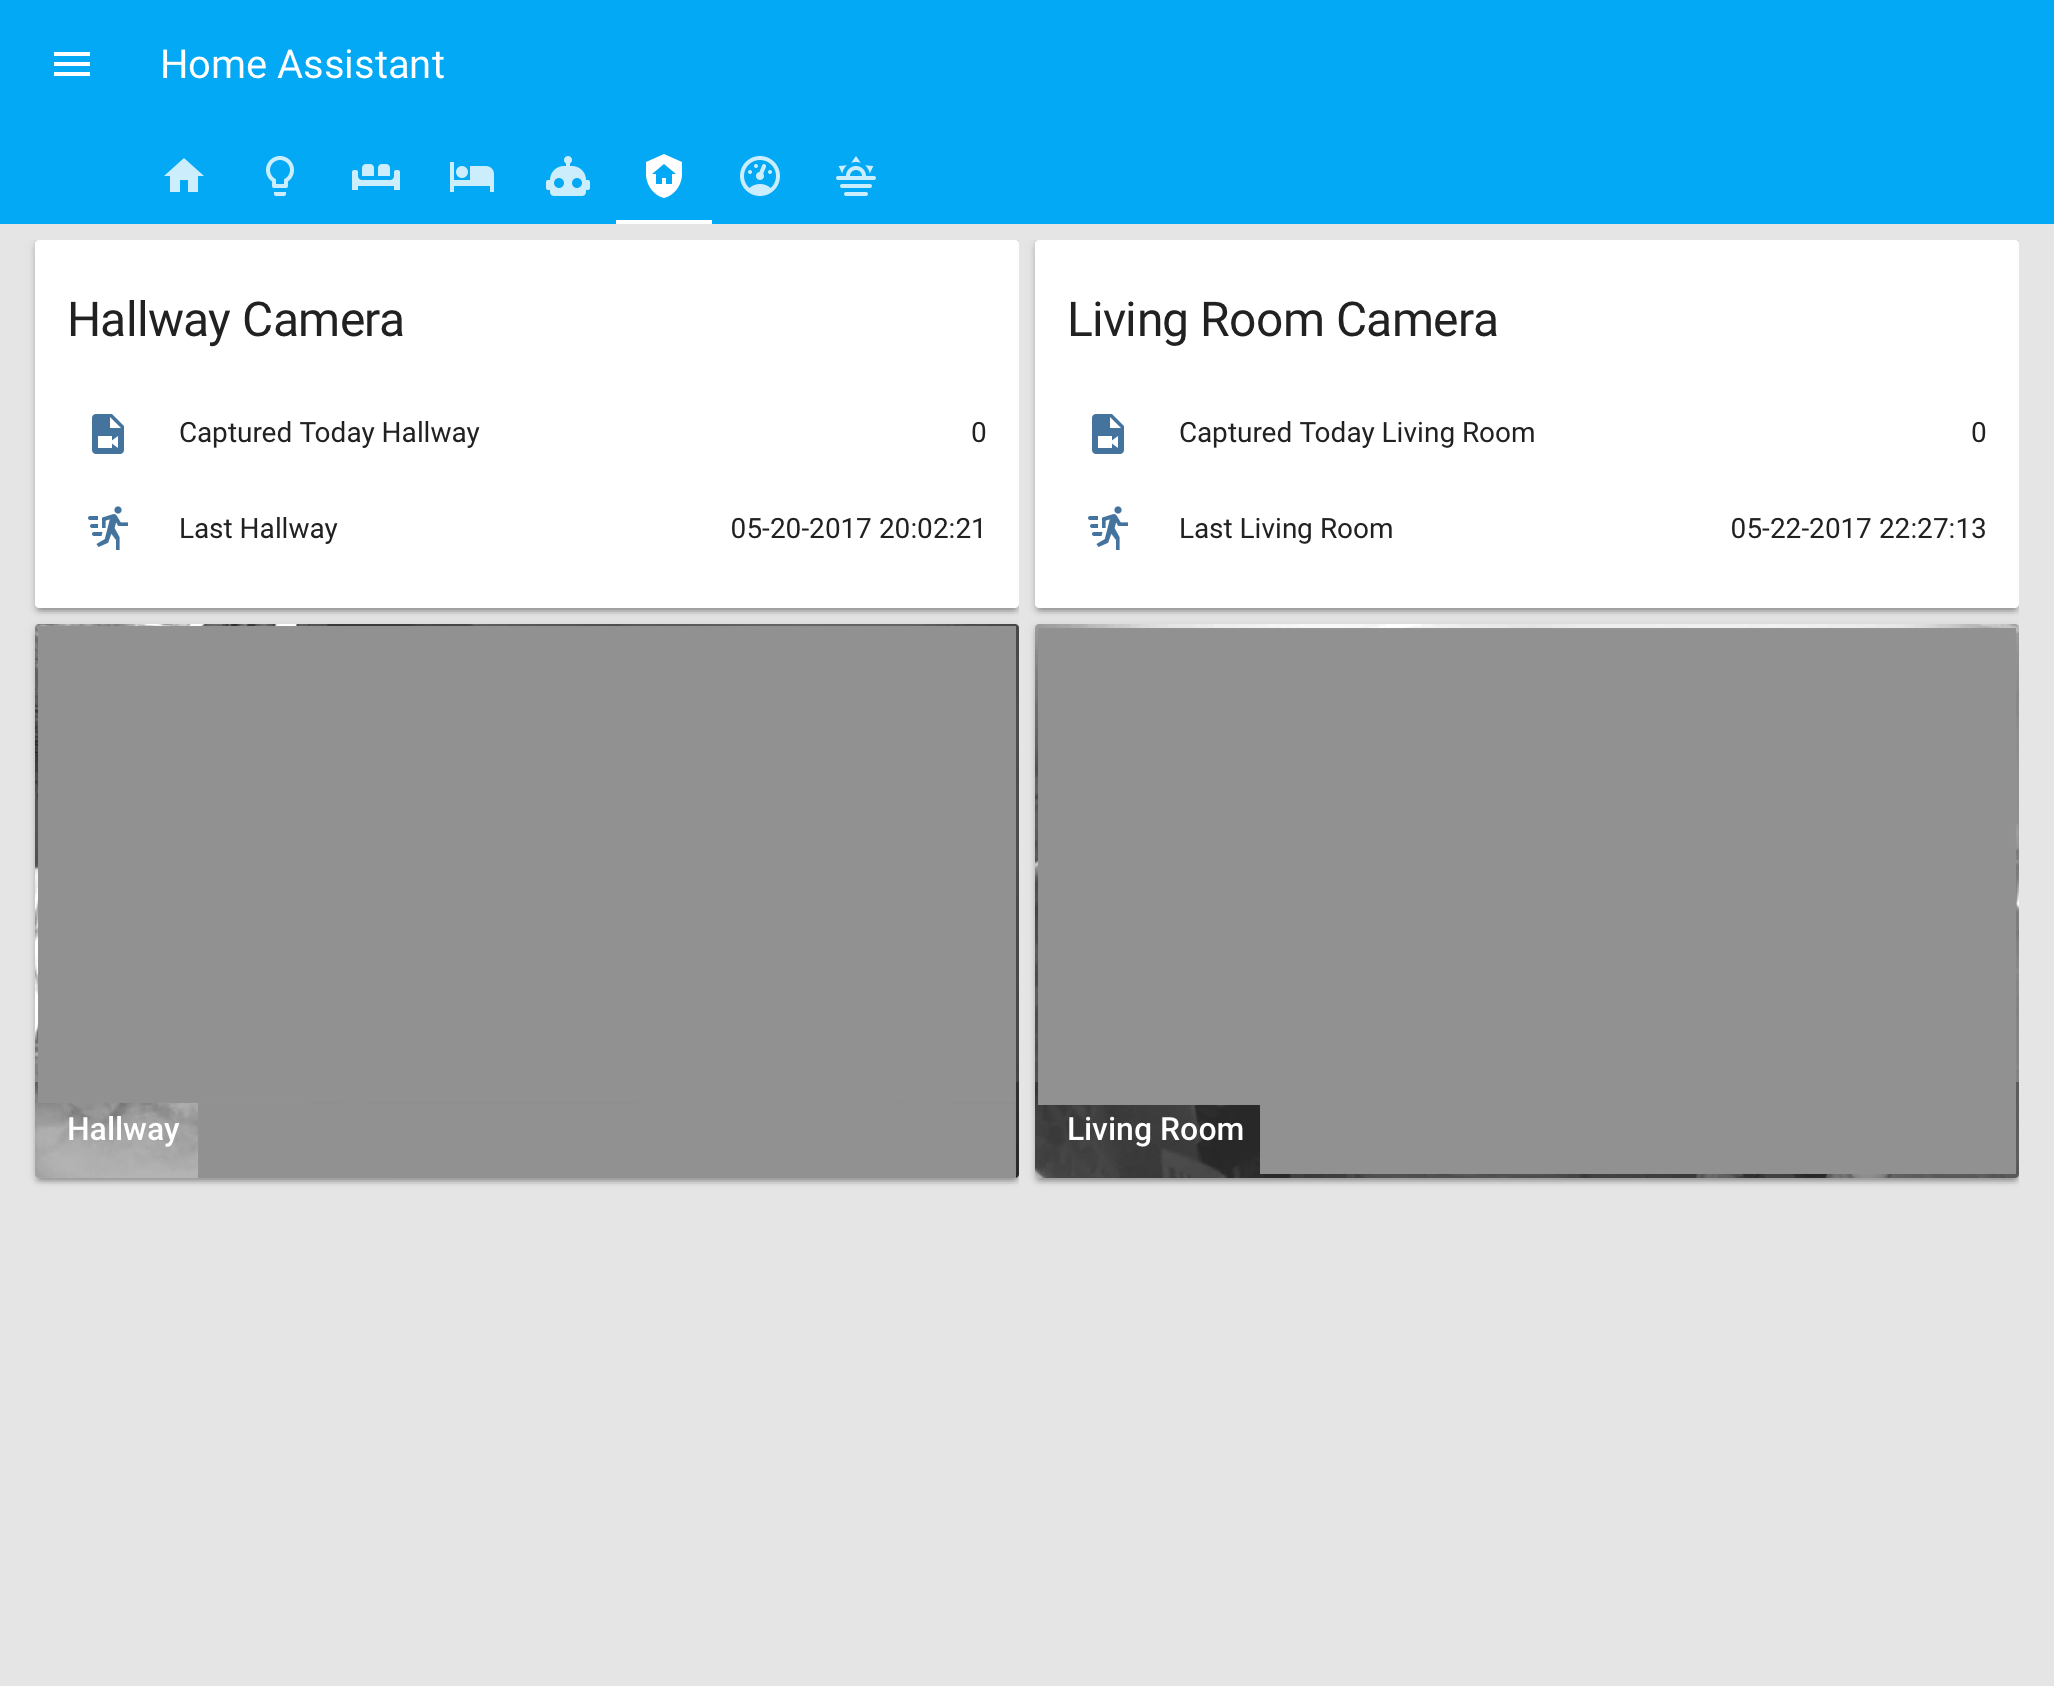 Home Assistant
Hallway Camera
Captured Today Hallway 0
Last Hallway 05-20-2017 20:02:21
Living Room Camera
Captured Today Living Room 0
Last Living Room 05-22-2017 22:27:13
Hallway
Living Room